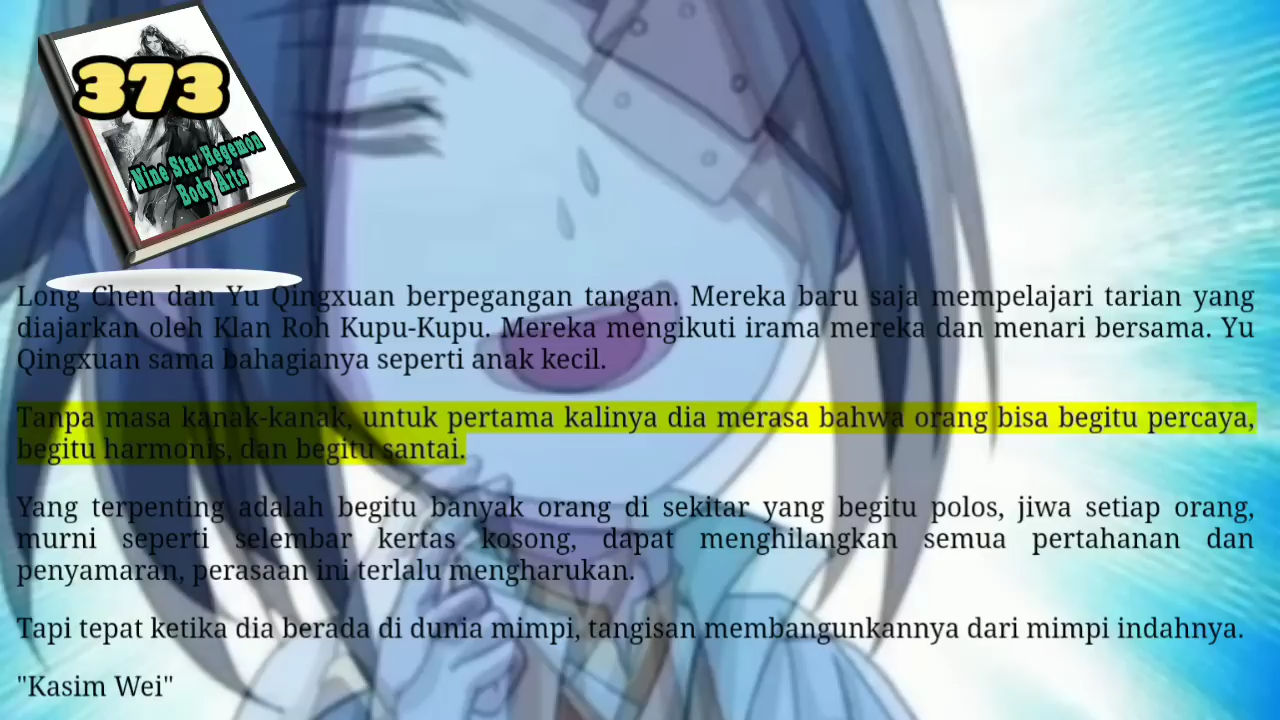 373
Nine Star Hegemon
Body Arts
Long Chen dan Yu Qingxuan berpegangan tangan. Mereka baru saja mempelajari tarian yang
diajarkan oleh Klan Roh Kupu-Kupu. Mereka mengikuti irama mereka dan menari bersama. Yu
Qingxuan sama bahagianya seperti anak kecil.
Tanpa masa kanak-kanak, untuk pertama kalinya dia merasa bahwa orang bisa begitu percaya,
begitu harmonis, dan begitu santai.
Yang terpenting adalah begitu banyak orang di sekitar yang begitu polos, jiwa setiap orang,
murni seperti selembar kertas kosong, dapat menghilangkan semua pertahanan dan
penyamaran, perasaan ini terlalu mengharukan.
Tapi tepat ketika dia berada di dunia mimpi, tangisan membangunkannya dari mimpi indahnya.
"Kasim Wei"